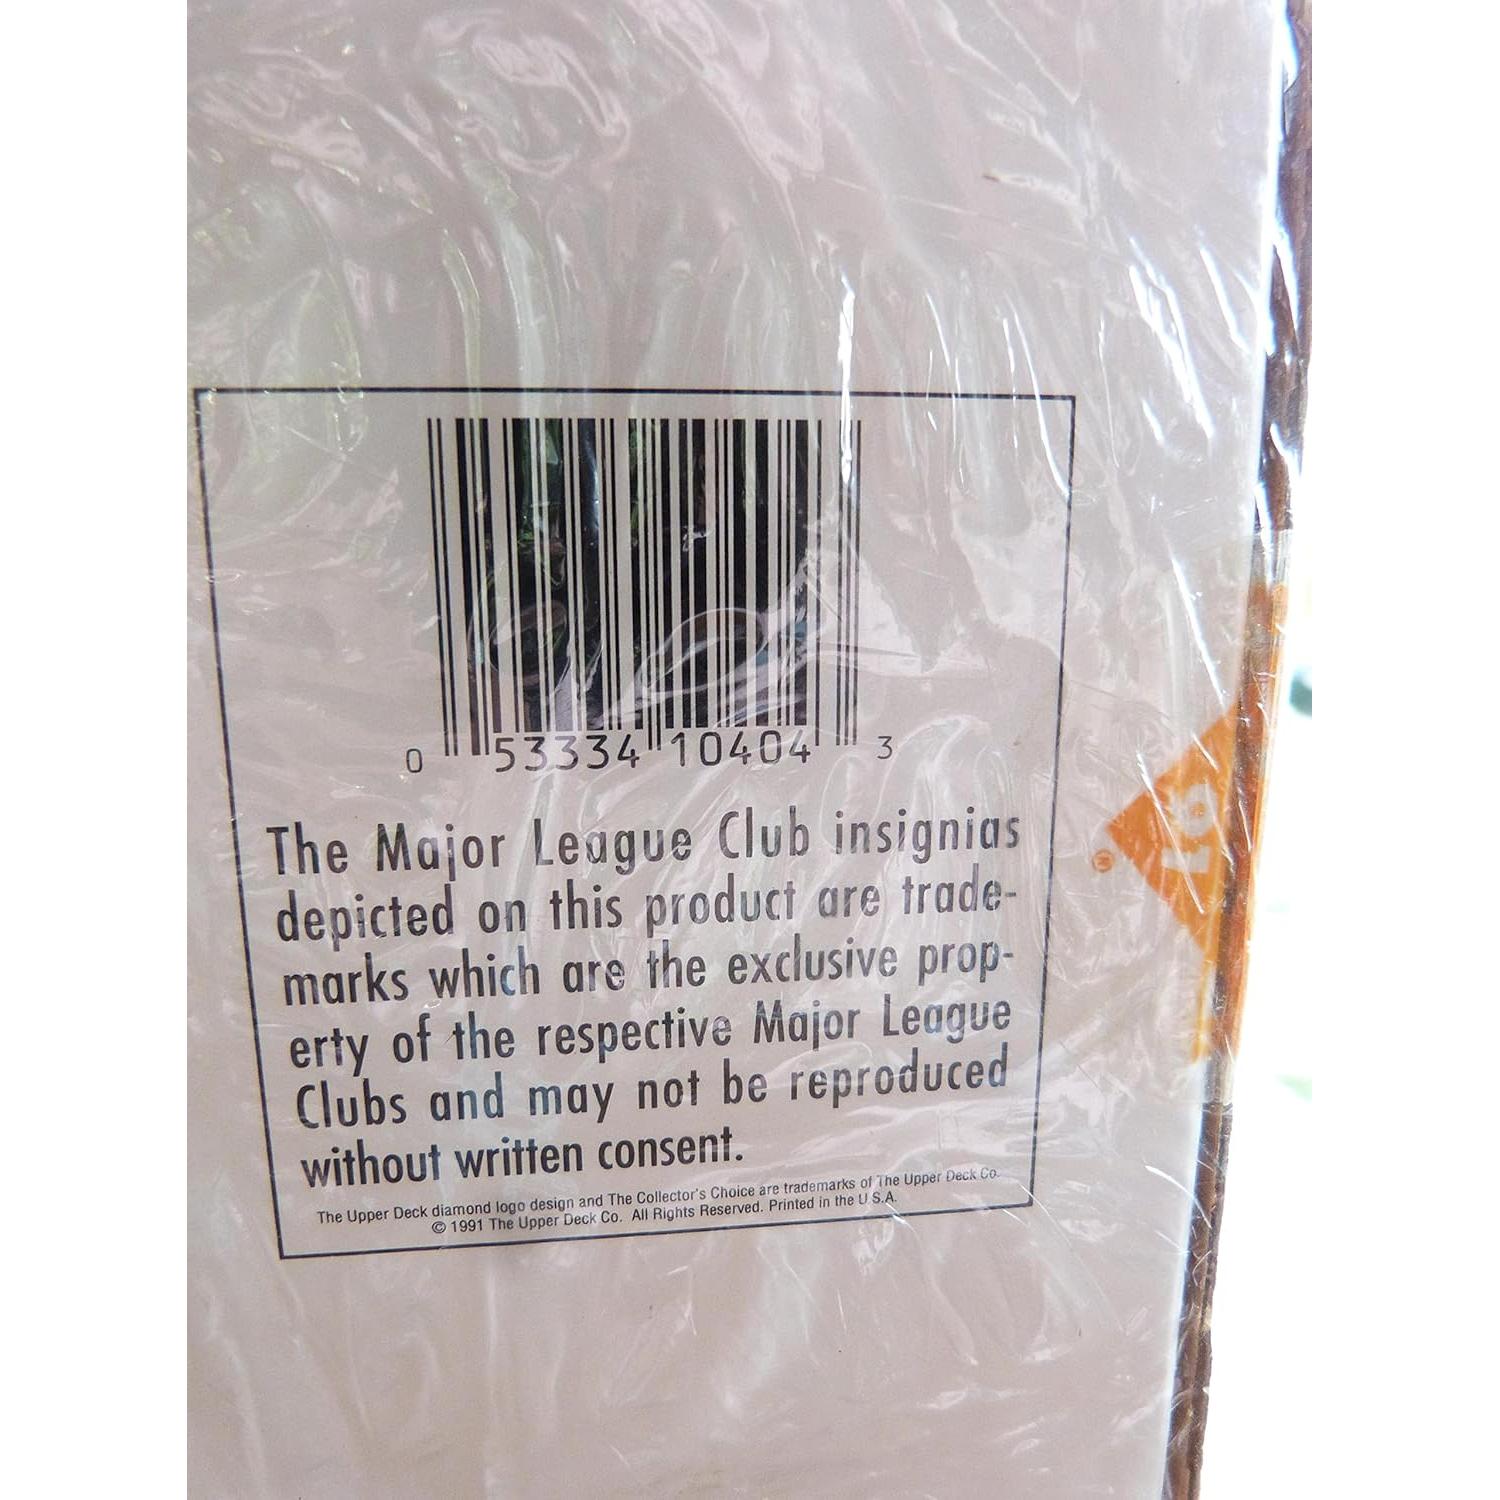 0 53334 10404 3
The Major League Club insignias
depicted on this product are trade-
marks which are the exclusive prop-
erty of the respective Major League
Clubs and may not be reproduced
without written consent.
The Upper Deck diamond logo design and The Collector's Choice are trademarks of The Upper Deck Co.
© 1991 The Upper Deck Co. All Rights Reserved. Printed in the U.S.A.
®